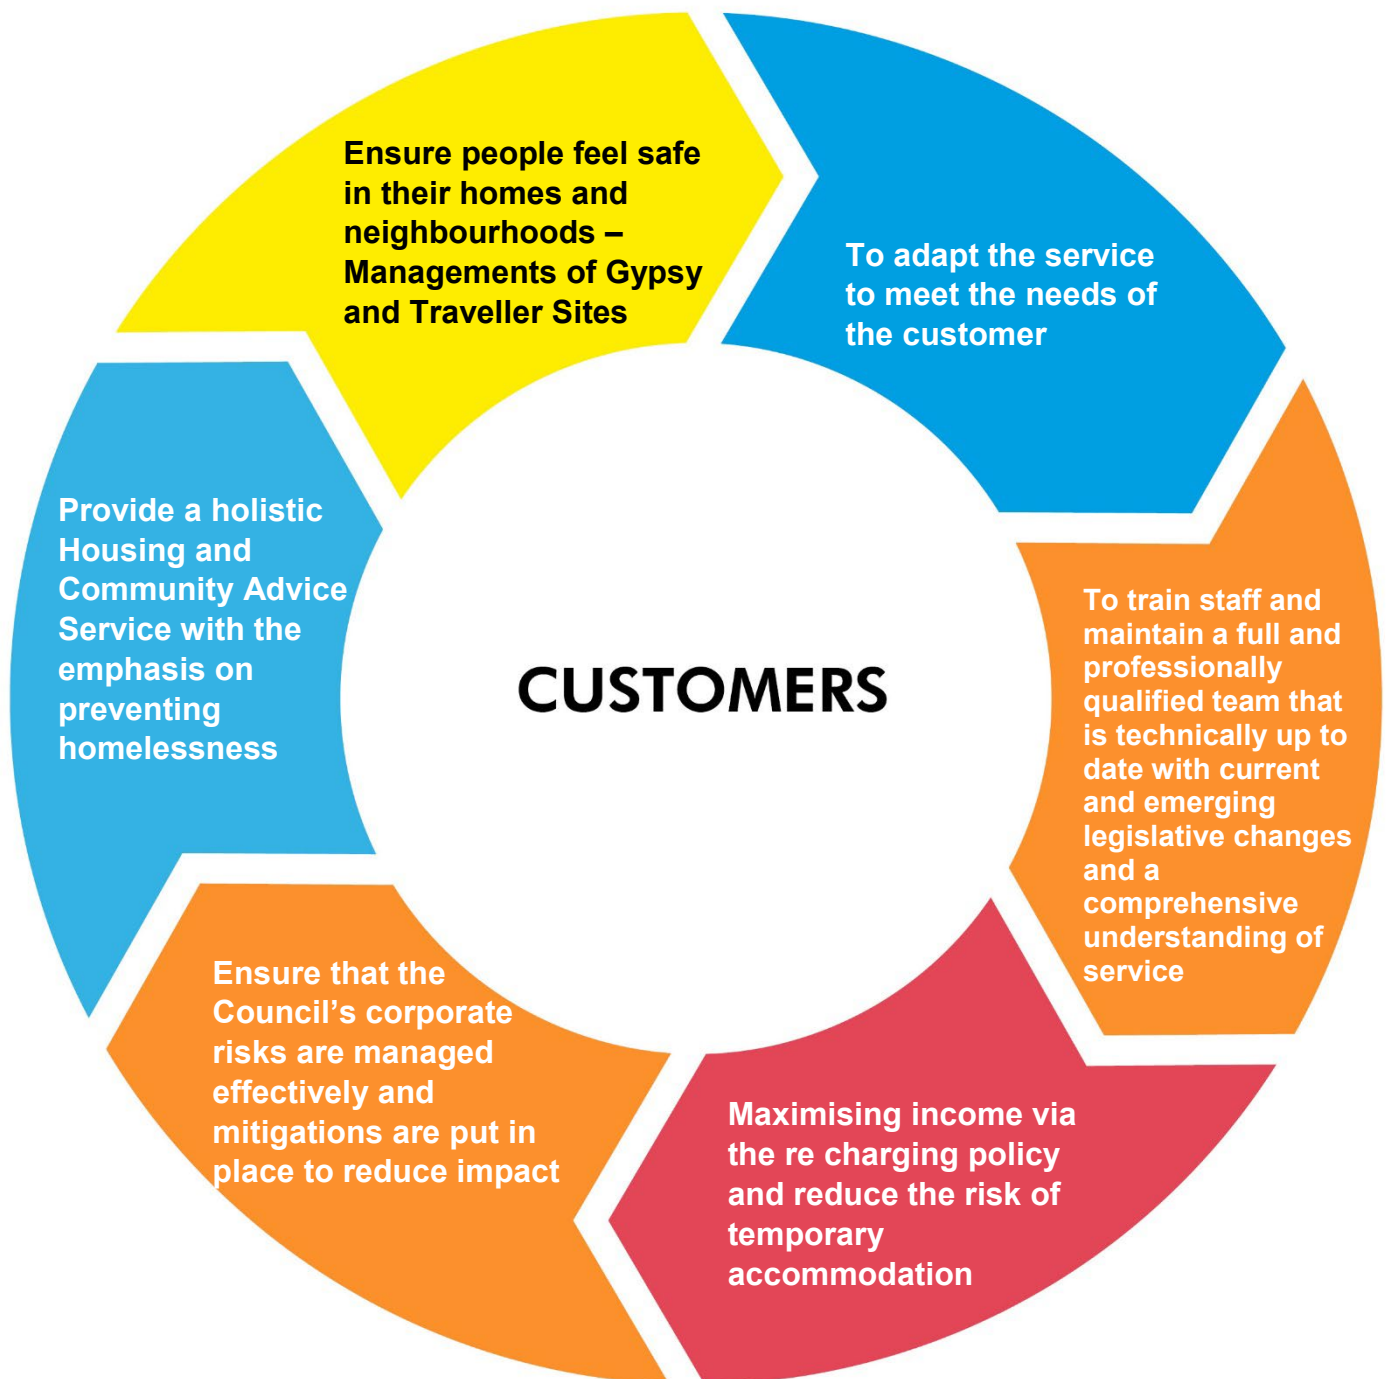 Ensure people feel safe
in their homes and
neighbourhoods –
Managements of Gypsy
and Traveller Sites
To adapt the service
to meet the needs of
the customer
To train staff and
maintain a full and
professionally
qualified team that
is technically up to
date with current
and emerging
legislative changes
and a
comprehensive
understanding of
service
Maximising income via
the re charging policy
and reduce the risk of
temporary
accommodation
Ensure that the
Council’s corporate
risks are managed
effectively and
mitigations are put in
place to reduce impact
Provide a holistic
Housing and
Community Advice
Service with the
emphasis on
preventing
homelessness
CUSTOMERS